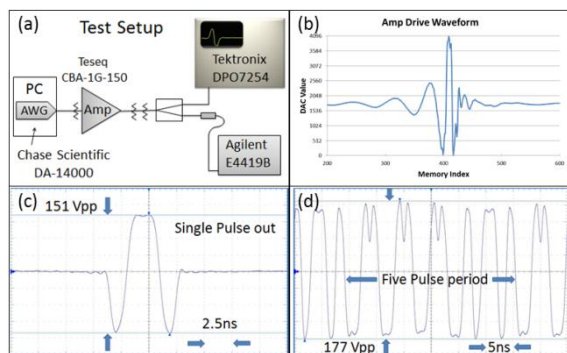 (a)
Test Setup
Teseq
CBA-1G-150
Tektronix
DPO7254
PC
AWG
Amp
Chase Scientific
DA-14000
Agilent
E4419B
(b)
Amp Drive Waveform
DAC Value
4096
3584
3072
2560
2048
1536
1024
512
0
200
300
400
500
600
Memory Index
(c)
151 Vpp
Single Pulse out
2.5ns
(d)
Five Pulse period
177 Vpp
5ns